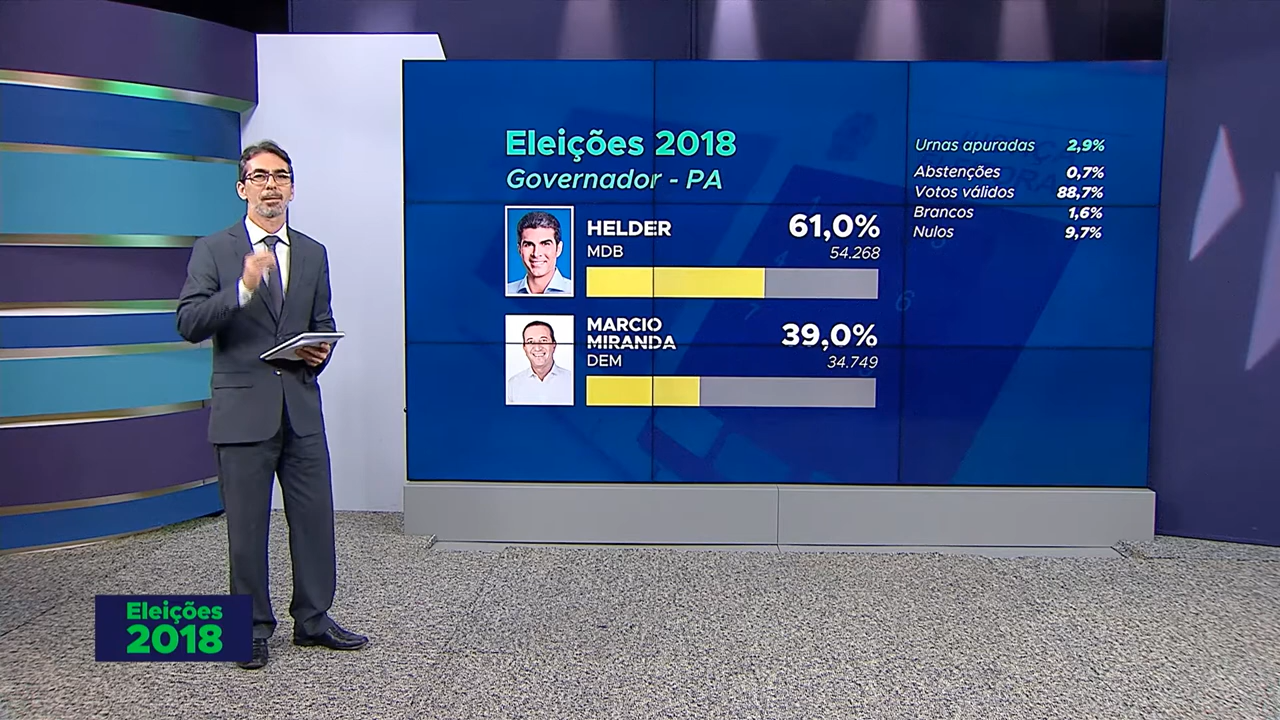 Eleições 2018
Governador - PA
HELDER
MDB
61,0%
54.268
MARCIO
MIRANDA
DEM
39,0%
34.749
Urnas apuradas 2,9%
Abstenções 0,7%
Votos válidos 88,7%
Brancos 1,6%
Nulos 9,7%
Eleições
2018